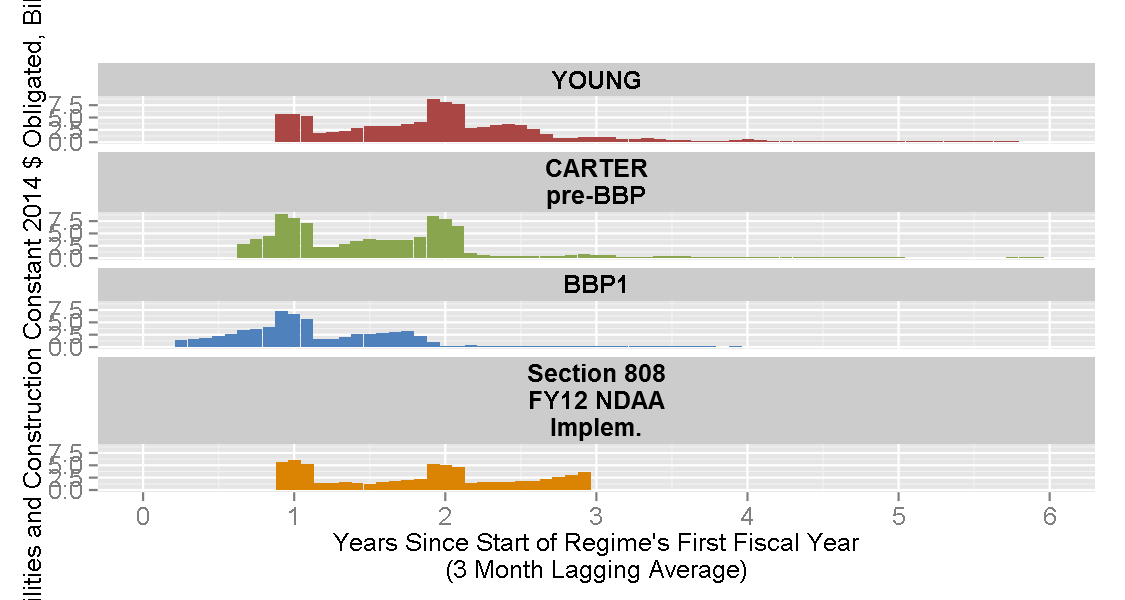 ilities and Construction Constant 2014 $ Obligated, Bil
YOUNG
7.5
5.0
2.5
0.0
CARTER
pre-BBP
7.5
5.0
2.5
0.0
BBP1
7.5
5.0
2.5
0.0
Section 808
FY12 NDAA
Implem.
7.5
5.0
2.5
0.0
0 1 2 3 4 5 6
Years Since Start of Regime's First Fiscal Year
(3 Month Lagging Average)